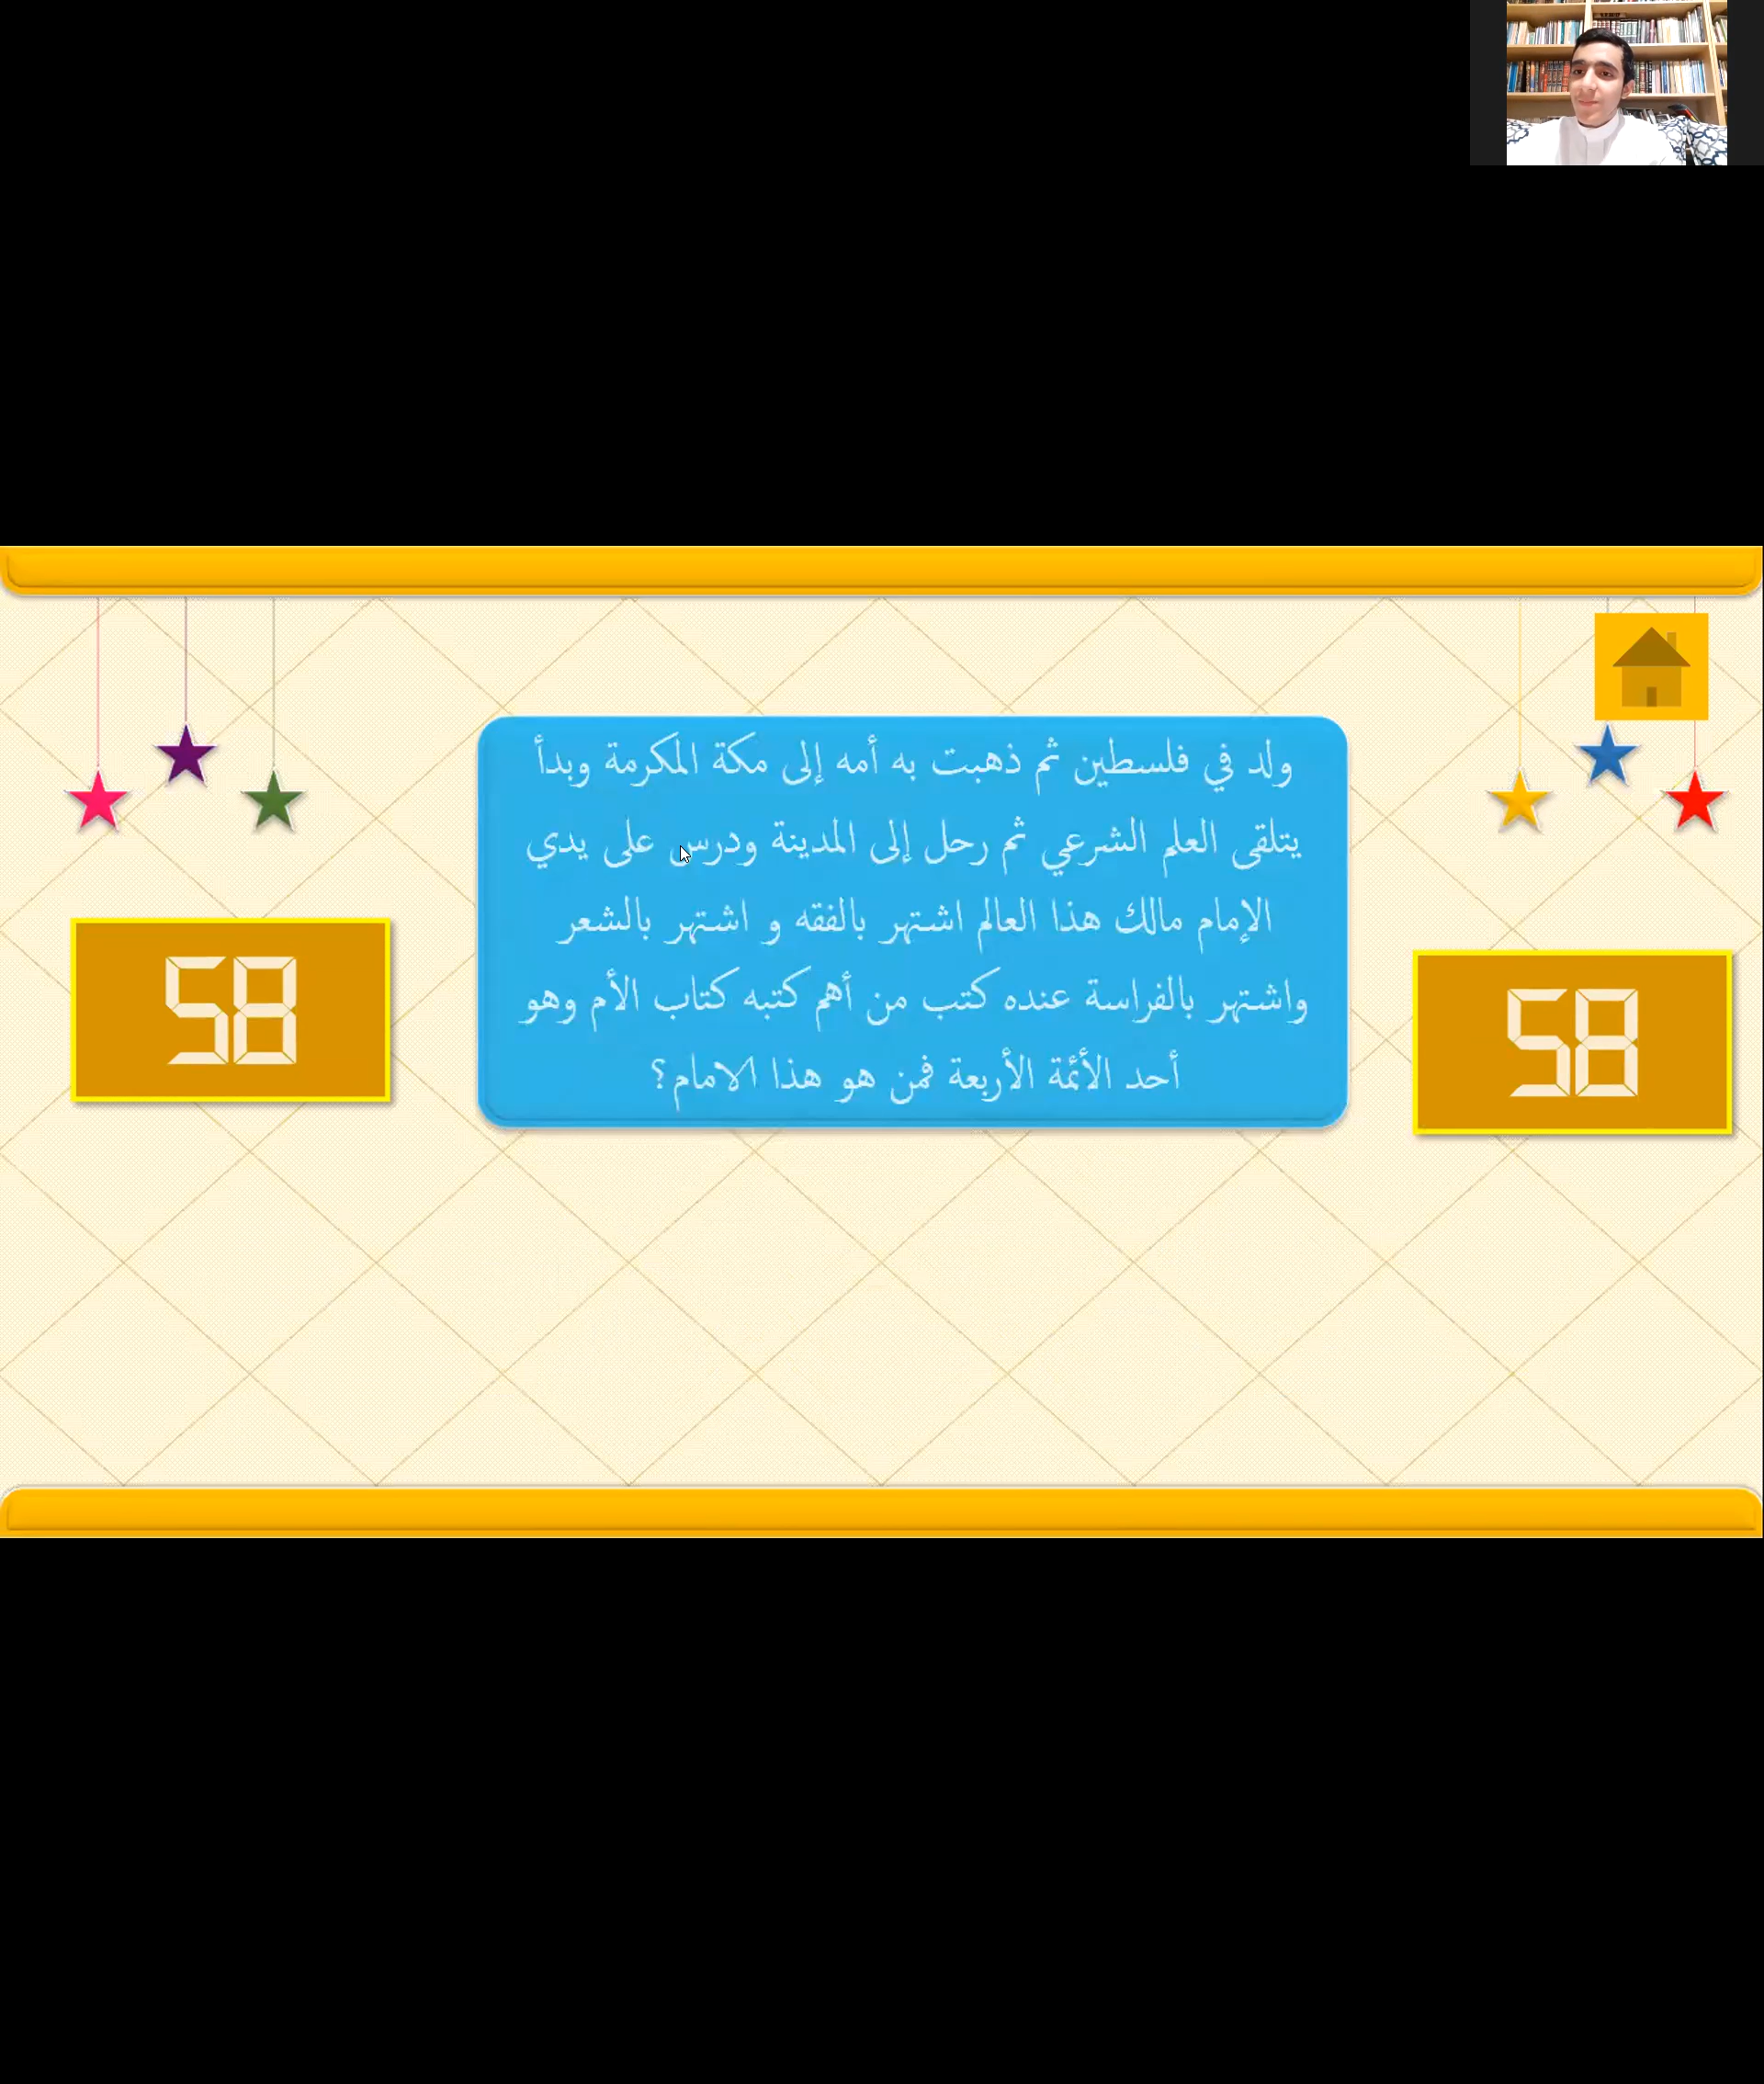 ولد في فلسطين ثم ذهبت به أمه إلى مكة المكرمة وبدأ
يتلقى العلم الشرعي ثم رحل إلى المدينة ودرس على يدي
الإمام مالك هذا العالم اشتهر بالفقه و اشتهر بالشعر
واشتهر بالفراسة عنده كتب من أهم كتبه كتاب الأم وهو
أحد الأئمة الأربعة فمن هو هذا الامام؟
58
58